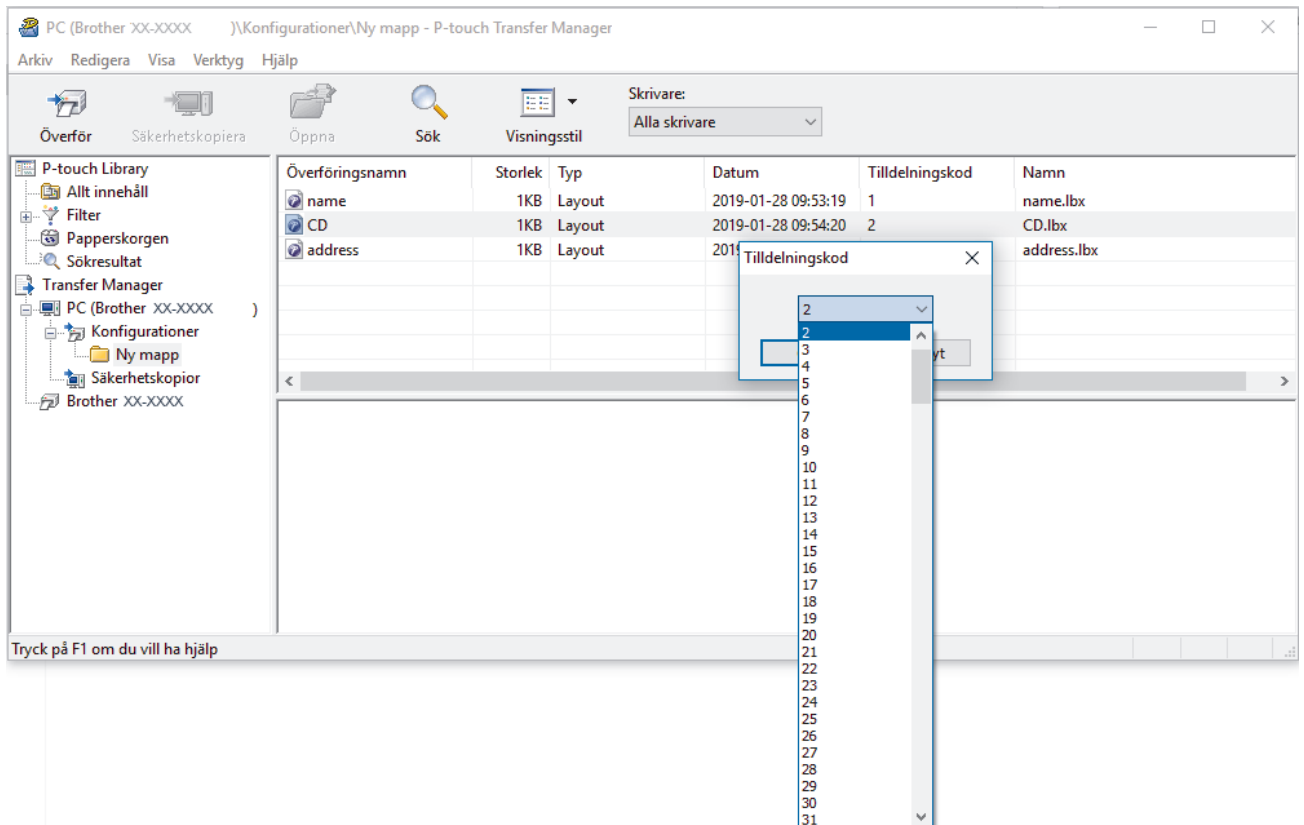 PC (Brother XX-XXXX )\Konfigurationer\Ny mapp - P-touch Transfer Manager
Arkiv Redigera Visa Verktyg Hjälp
Skrivare:
Alla skrivare
Överför Säkerhetskopiera Öppna Sök Visningsstil
P-touch Library
Allt innehåll
Filter
Papperskorgen
Sökresultat
Transfer Manager
PC (Brother XX-XXXX )
Konfigurationer
Ny mapp
Säkerhetskopior
Brother XX-XXXX
Överföringsnamn Storlek Typ Datum Tilldelningskod Namn
name 1KB Layout 2019-01-28 09:53:19 1 name.lbx
CD 1KB Layout 2019-01-28 09:54:20 2 CD.lbx
address 1KB Layout 201 address.lbx
Tilldelningskod
2
2
3
4
5
6
7
8
9
10
11
12
13
14
15
16
17
18
19
20
21
22
23
24
25
26
27
28
29
30
31
yt
Tryck på F1 om du vill ha hjälp